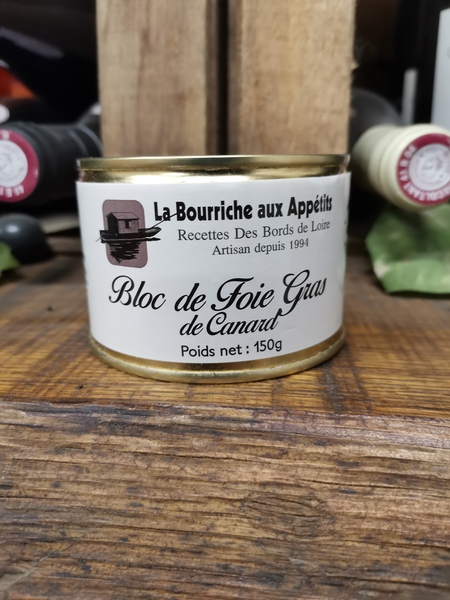 La Bourriche aux Appétits
Recettes Des Bords de Loire
Artisan depuis 1994
Bloc de Foie Gras
de Canard
Poids net : 150g